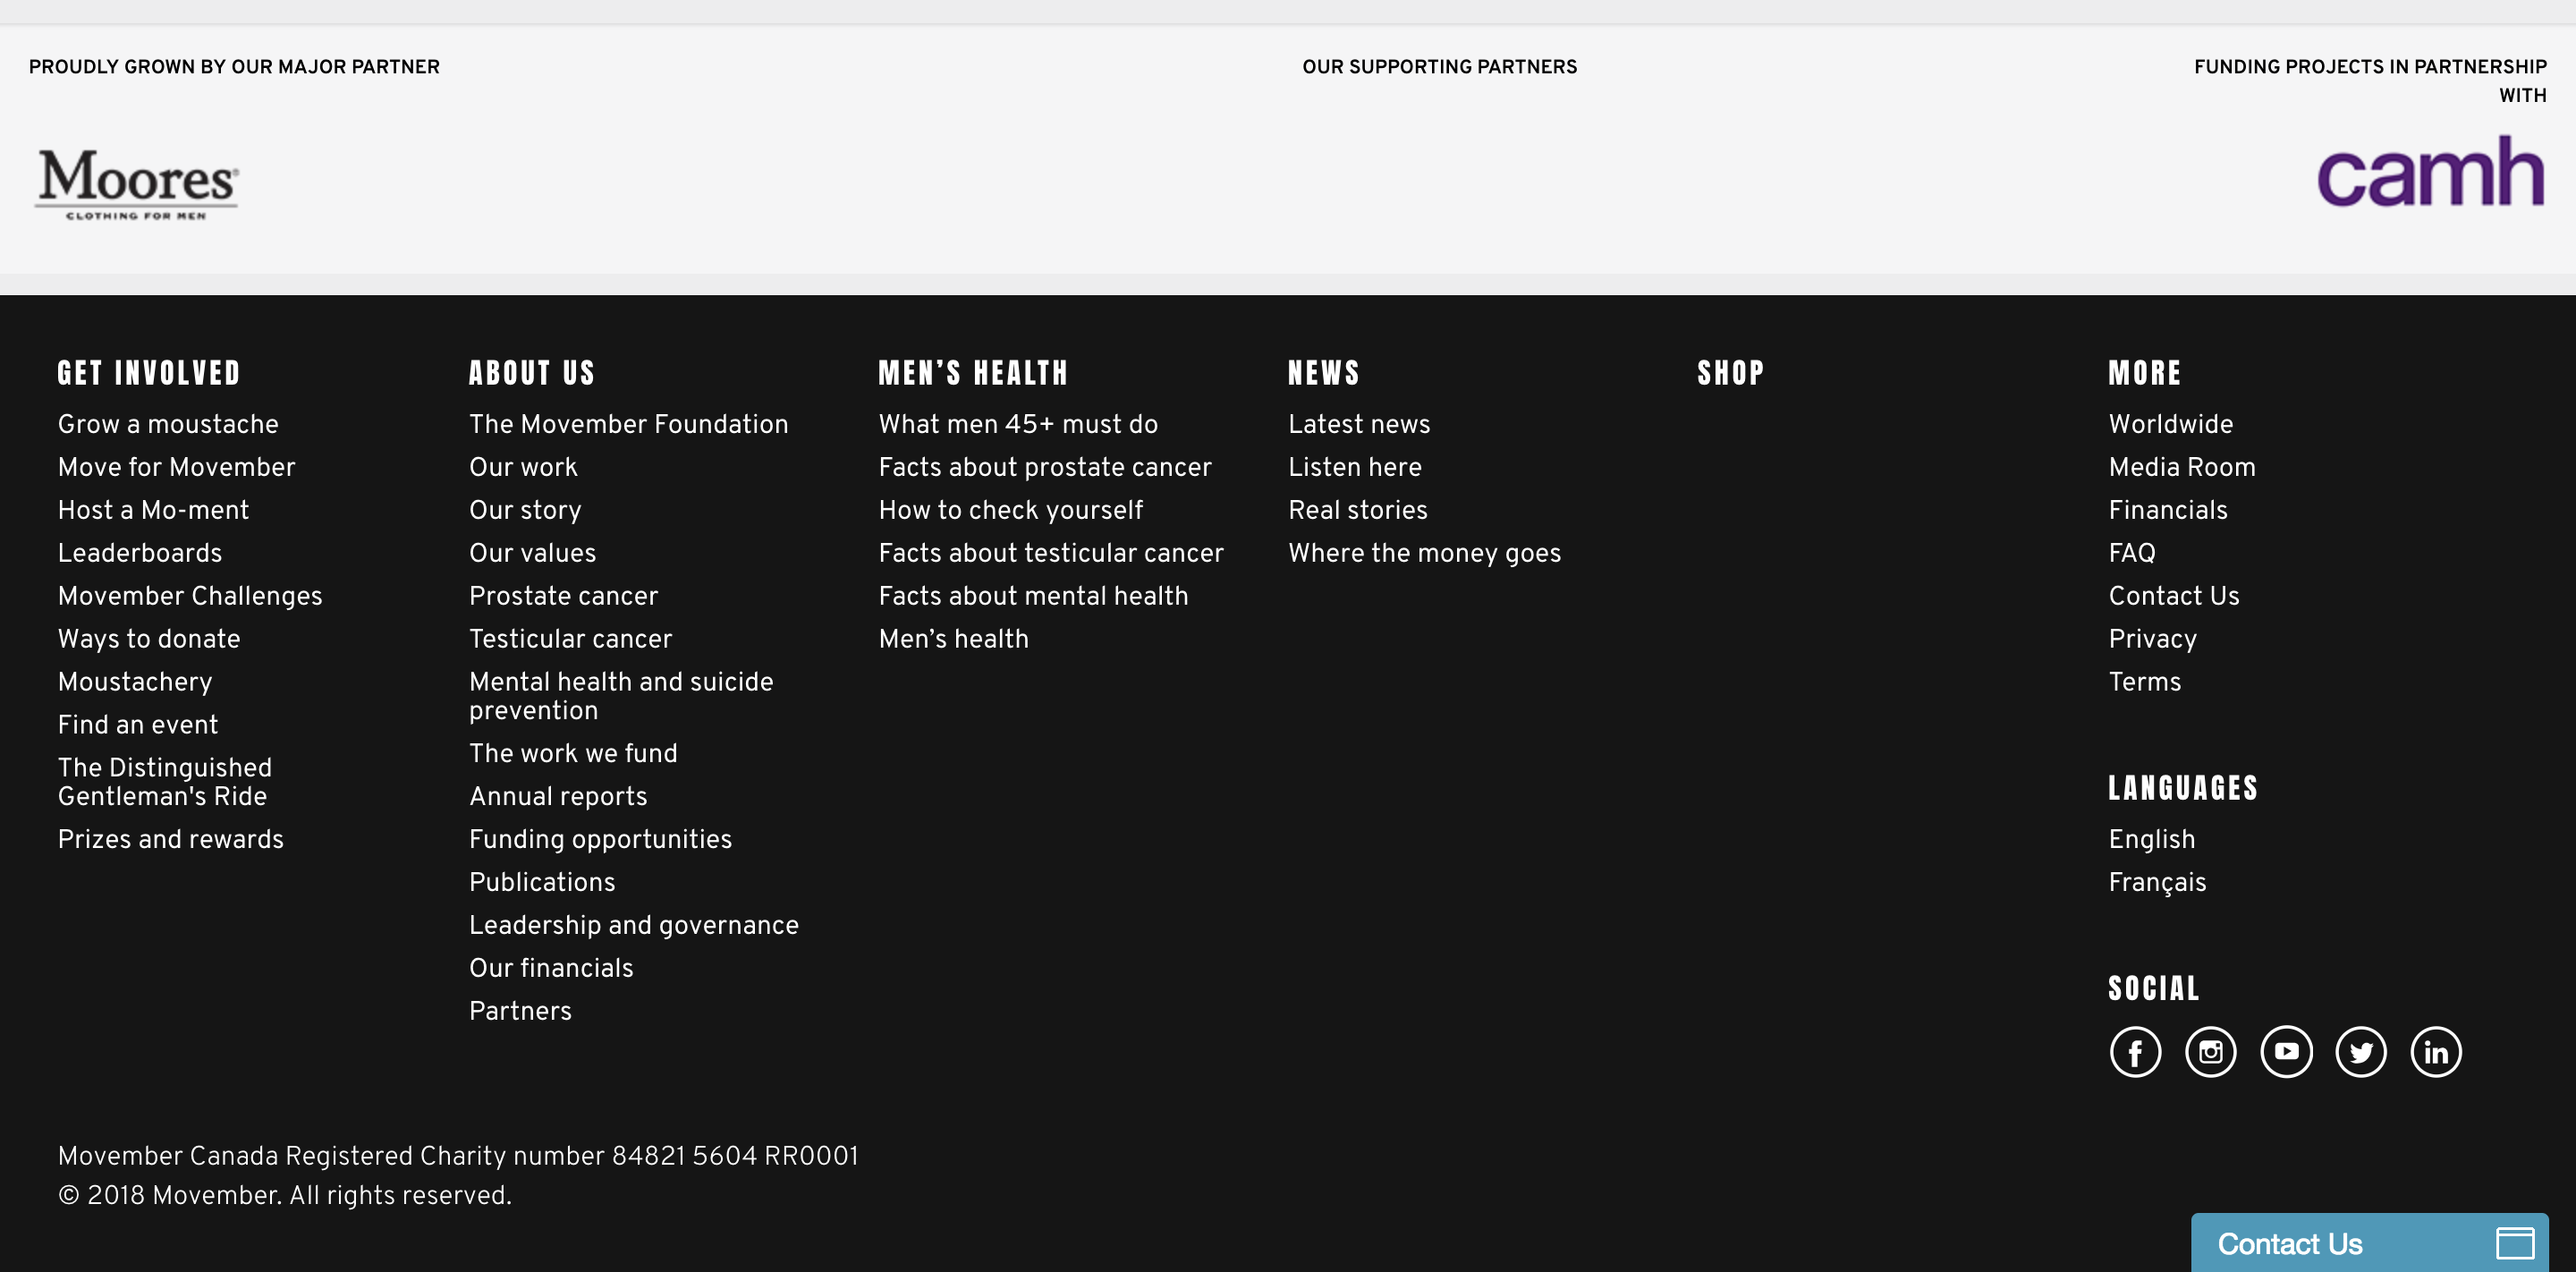 PROUDLY GROWN BY OUR MAJOR PARTNER
OUR SUPPORTING PARTNERS
FUNDING PROJECTS IN PARTNERSHIP
WITH
Moores®
CLOTHING FOR MEN
camh
GET INVOLVED
Grow a moustache
Move for Movember
Host a Mo-ment
Leaderboards
Movember Challenges
Ways to donate
Moustachery
Find an event
The Distinguished
Gentleman's Ride
Prizes and rewards
ABOUT US
The Movember Foundation
Our work
Our story
Our values
Prostate cancer
Testicular cancer
Mental health and suicide
prevention
The work we fund
Annual reports
Funding opportunities
Publications
Leadership and governance
Our financials
Partners
MEN’S HEALTH
What men 45+ must do
Facts about prostate cancer
How to check yourself
Facts about testicular cancer
Facts about mental health
Men’s health
NEWS
Latest news
Listen here
Real stories
Where the money goes
SHOP
MORE
Worldwide
Media Room
Financials
FAQ
Contact Us
Privacy
Terms
LANGUAGES
English
Français
SOCIAL
Movember Canada Registered Charity number 84821 5604 RR0001
© 2018 Movember. All rights reserved.
Contact Us